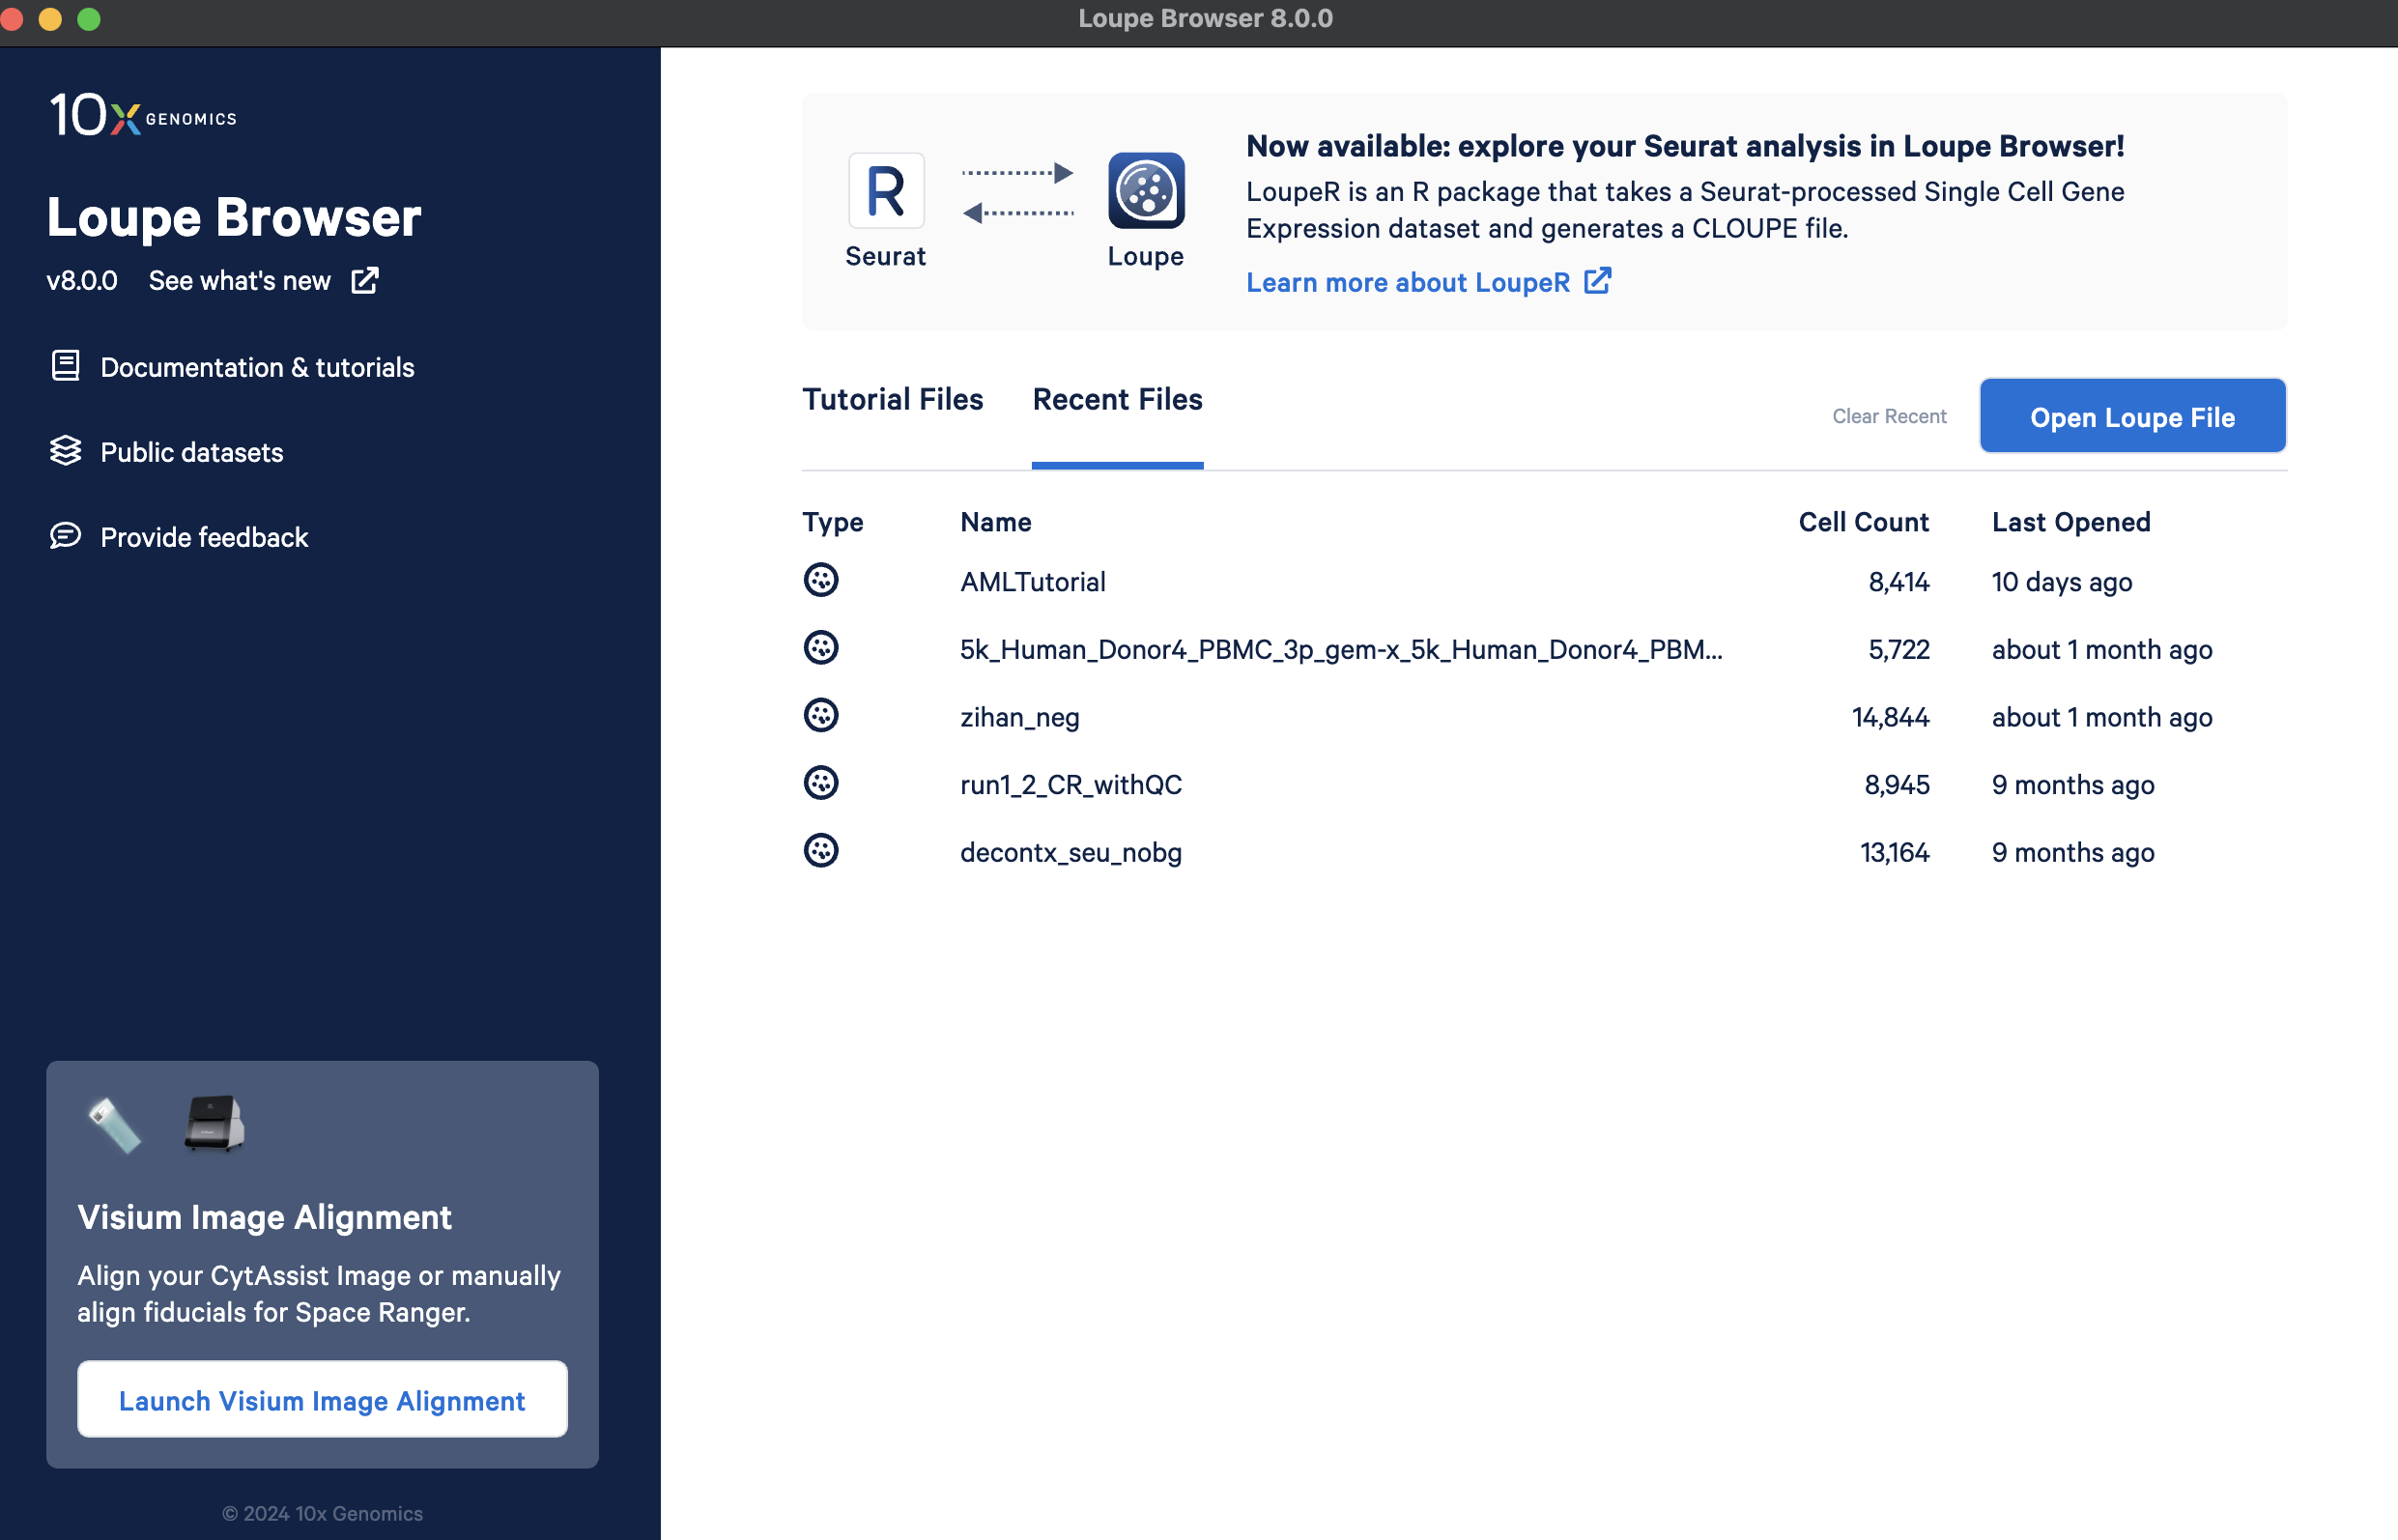 Loupe Browser 8.0.0
10x GENOMICS
Loupe Browser
v8.0.0 See what's new
Documentation & tutorials
Public datasets
Provide feedback
Visium Image Alignment
Align your CytAssist Image or manually
align fiducials for Space Ranger.
Launch Visium Image Alignment
© 2024 10x Genomics
R
Seurat Loupe
Now available: explore your Seurat analysis in Loupe Browser!
LoupeR is an R package that takes a Seurat-processed Single Cell Gene
Expression dataset and generates a CLOUPE file.
Learn more about LoupeR
Tutorial Files Recent Files Clear Recent Open Loupe File
Type Name Cell Count Last Opened
AMLTutorial 8,414 10 days ago
5k_Human_Donor4_PBMC_3p_gem-x_5k_Human_Donor4_PBM... 5,722 about 1 month ago
zihan_neg 14,844 about 1 month ago
run1_2_CR_withQC 8,945 9 months ago
decontx_seu_nobg 13,164 9 months ago